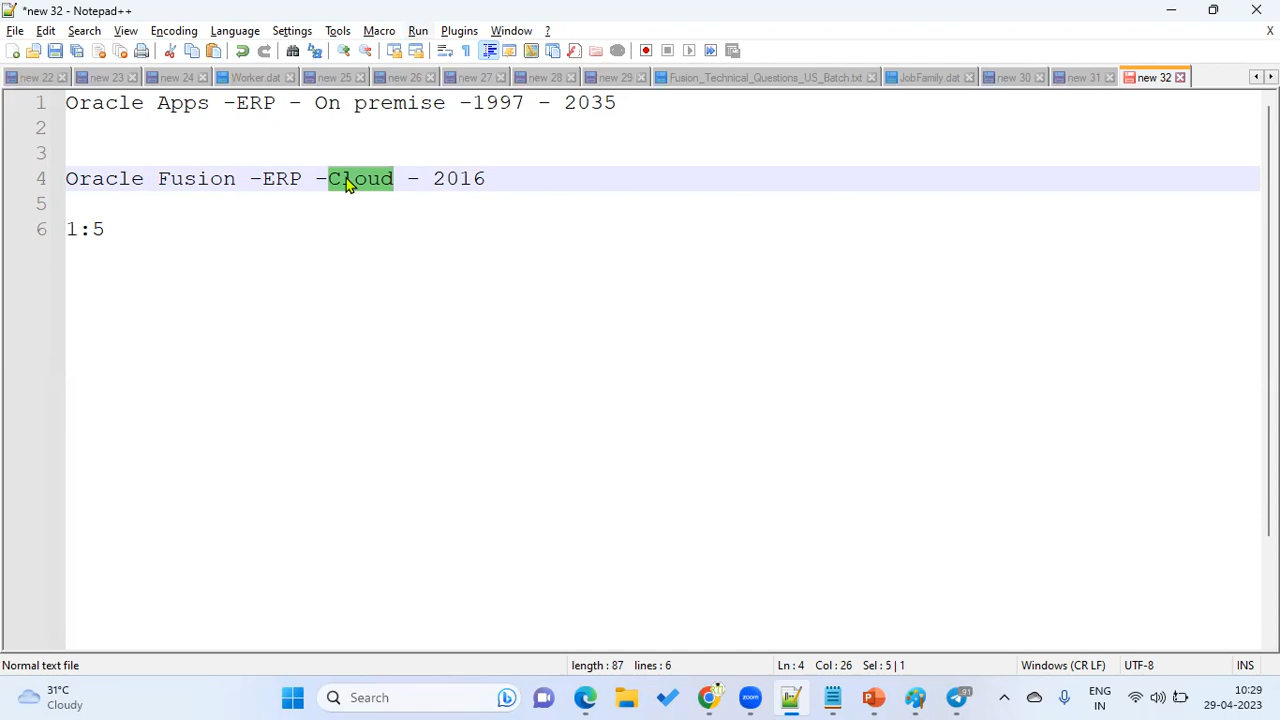 *new 32 - Notepad++
File Edit Search View Encoding Language Settings Tools Macro Run Plugins Window ? X
new 22 new 23 new 24 Worker dat new 25 new 26 new 27 new 28 new 29 Fusion_Technical_Questions_US_Batch.txt JobFamily.dat new 30 new 31 new 32
1 Oracle Apps -ERP - On premise -1997 - 2035
2
3
4 Oracle Fusion -ERP -Cloud - 2016
5
6 1:5
Normal text file length : 87 lines : 6 Ln : 4 Col : 26 Sel : 5 | 1 Windows (CR LF) UTF-8 INS
31°C
Cloudy
Search
zoom
91
ENG
IN
10:29
29-04-2023